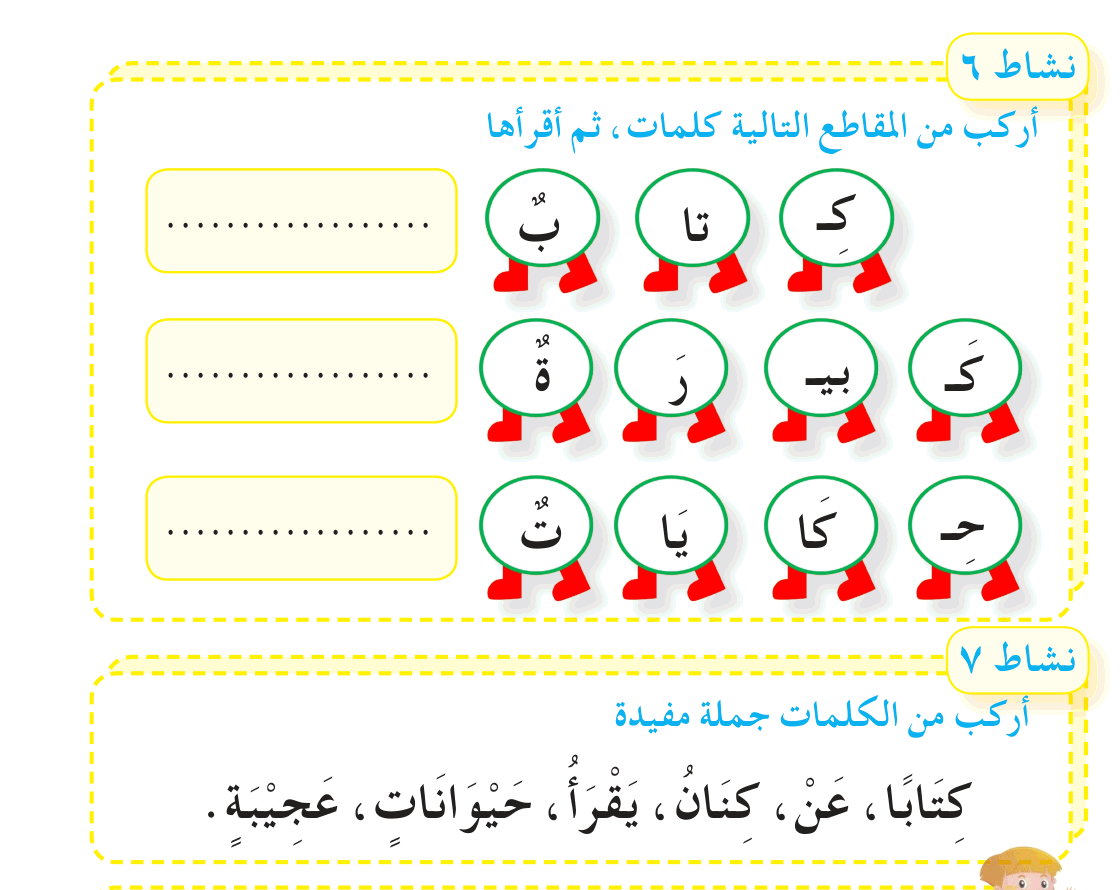 نشاط ٦
أركب من المقاطع التالية كلمات، ثم أقرأها
كِـ تا بٌ ..................
كَـ بيـ رَ ةٌ ..................
حِـ كَا يَا تٌ ..................
نشاط ٧
أركب من الكلمات جملة مفيدة
كِتَابًا، عَنْ، كِنَانُ، يَقْرَأُ، حَيْوَانَاتٍ، عَجِيْبَةٍ.